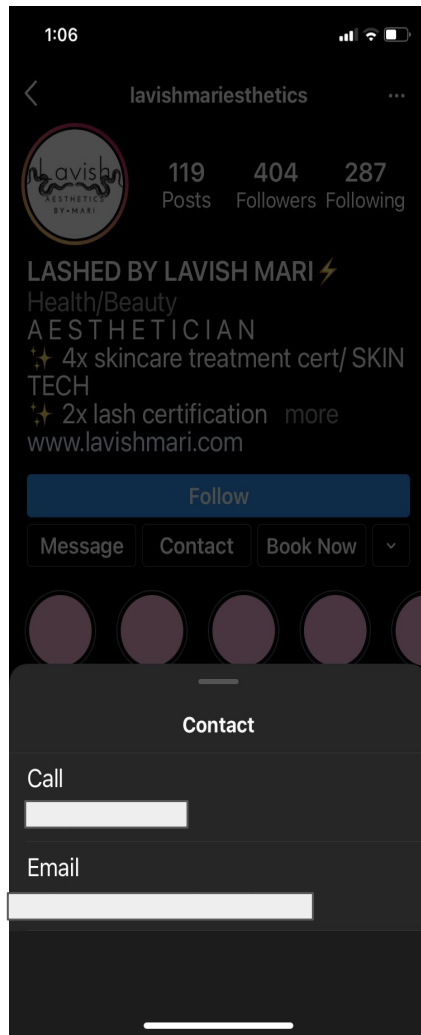 1:06
lavishmariesthetics
Lavish
AESTHETICS
BY•MARI
119 404 287
Posts Followers Following
LASHED BY LAVISH MARI⚡
Health/Beauty
A E S T H E T I C I A N
✨ 4x skincare treatment cert/ SKIN
TECH
✨ 2x lash certification more
www.lavishmari.com
Follow
Message Contact Book Now
Contact
Call
Email